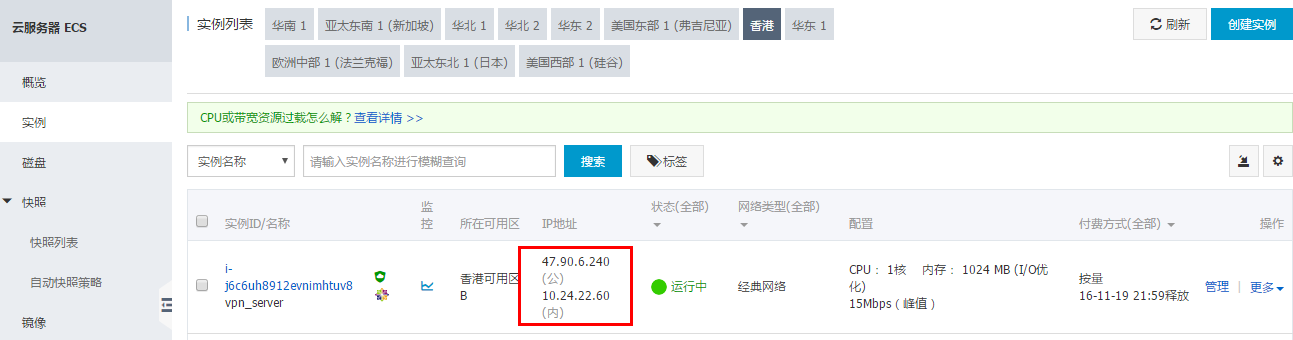 云服务器 ECS
概览
实例
磁盘
快照
快照列表
自动快照策略
镜像
实例列表
华南 1 亚太东南 1 (新加坡) 华北 1 华北 2 华东 2 美国东部 1 (弗吉尼亚) 香港 华东 1
欧洲中部 1 (法兰克福) 亚太东北 1 (日本) 美国西部 1 (硅谷)
刷新 创建实例
CPU或带宽资源过载怎么解？查看详情 >>
实例名称 请输入实例名称进行模糊查询 搜索 标签
实例ID/名称 监控 所在可用区 IP地址 状态(全部) 网络类型(全部) 配置 付费方式(全部) 操作
i-
j6c6uh8912evnimhtuv8
vpn_server
香港可用区
B
47.90.6.240
(公)
10.24.22.60
(内)
运行中
经典网络
CPU： 1核 内存： 1024 MB (I/O优
化)
15Mbps（峰值）
按量
16-11-19 21:59释放
管理 | 更多